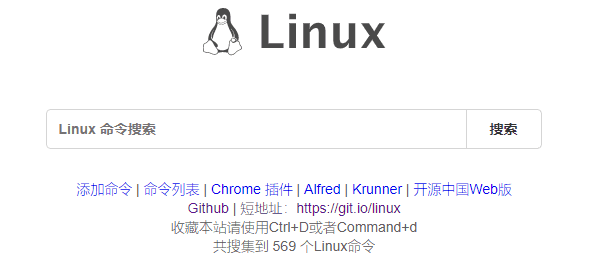 Linux
Linux 命令搜索 搜索
添加命令 | 命令列表 | Chrome 插件 | Alfred | Krunner | 开源中国Web版
Github | 短地址：https://git.io/linux
收藏本站请使用Ctrl+D或者Command+d
共搜集到 569 个Linux命令